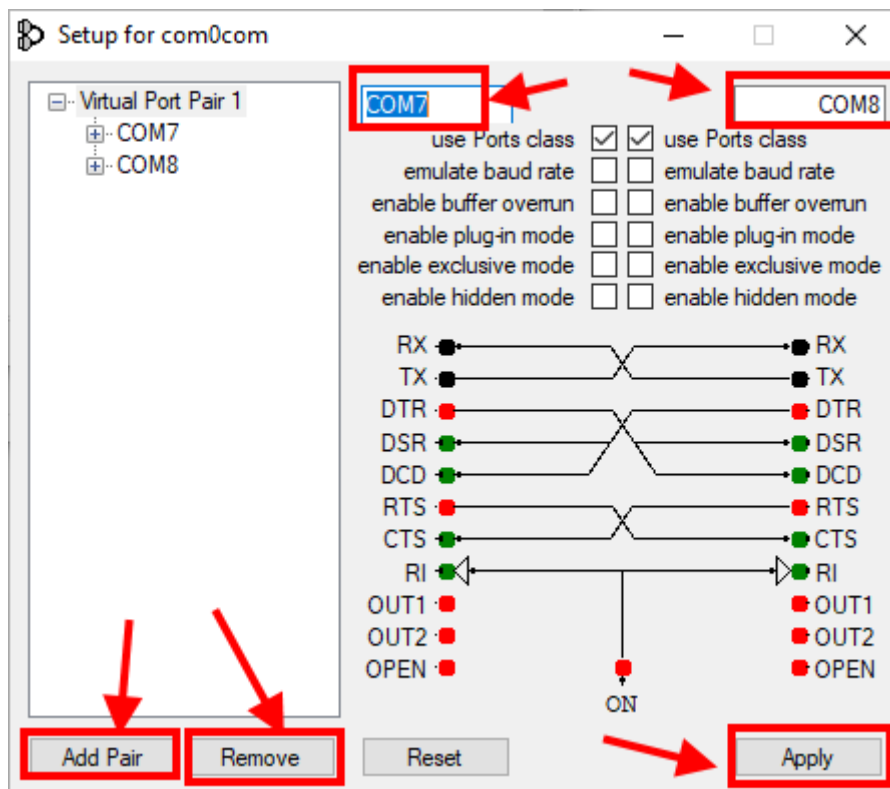 Setup for com0com
Virtual Port Pair 1
COM7
COM8
COM7
COM8
use Ports class
use Ports class
emulate baud rate
emulate baud rate
enable buffer overrun
enable buffer overrun
enable plug-in mode
enable plug-in mode
enable exclusive mode
enable exclusive mode
enable hidden mode
enable hidden mode
RX
RX
TX
TX
DTR
DTR
DSR
DSR
DCD
DCD
RTS
RTS
CTS
CTS
RI
RI
OUT1
OUT1
OUT2
OUT2
OPEN
OPEN
ON
Add Pair
Remove
Reset
Apply